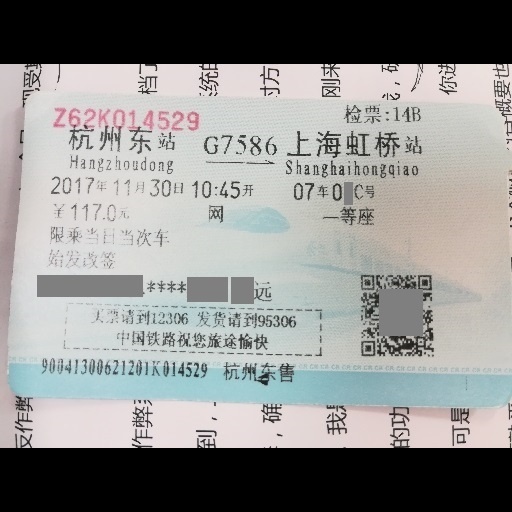 Z62K014529
检票:14B
杭州东站 G7586 上海虹桥站
Hangzhoudong Shanghaihongqiao
2017年11月30日10:45开 07车0 C号
￥117.0元 网 一等座
限乘当日当次车
始发改签
**** 远
买票请到12306 发货请到95306
中国铁路祝您旅途愉快
90041300621201K014529 杭州东售